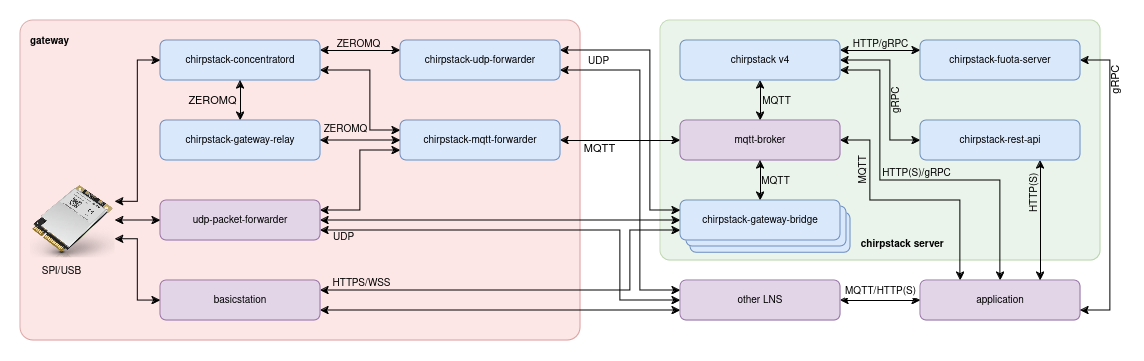 gateway
chirpstack-concentratord
ZEROMQ
chirpstack-udp-forwarder
UDP
chirpstack v4
HTTP/gRPC
chirpstack-fuota-server
gRPC
ZEROMQ
MQTT
gRPC
chirpstack-gateway-relay
ZEROMQ
chirpstack-mqtt-forwarder
MQTT
mqtt-broker
chirpstack-rest-api
MQTT
MQTT
HTTP(S)/gRPC
HTTP(S)
udp-packet-forwarder
UDP
chirpstack-gateway-bridge
chirpstack server
SPI/USB
basicstation
HTTPS/WSS
other LNS
MQTT/HTTP(S)
application